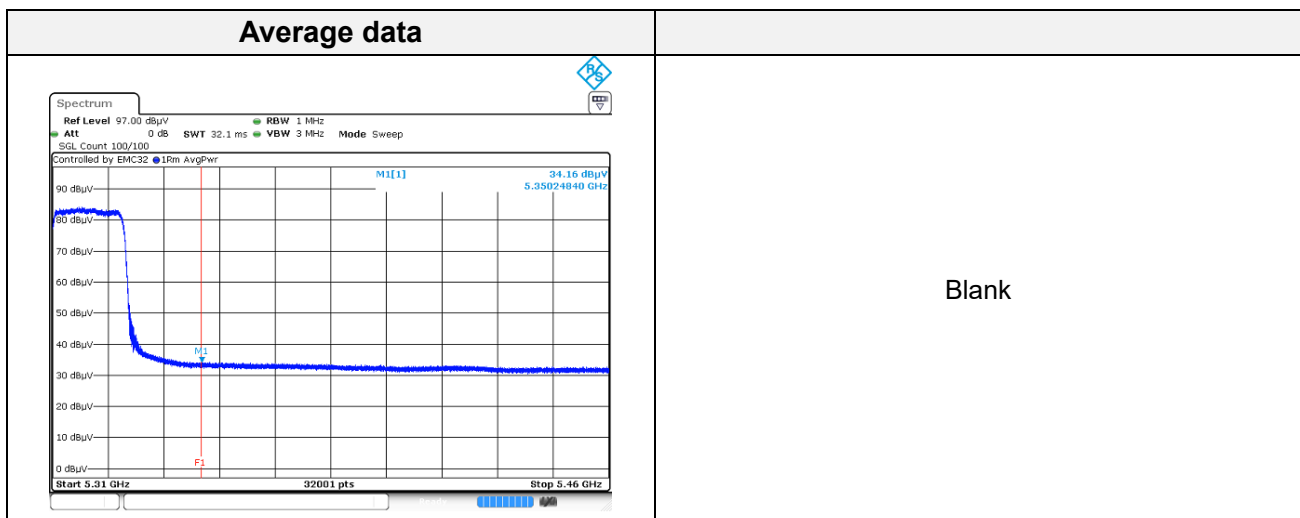 Average data
R&S
Spectrum
Ref Level 97.00 dBµV RBW 1 MHz
Att 0 dB SWT 32.1 ms VBW 3 MHz Mode Sweep
SGL Count 100/100
Controlled by EMC32 1Rm AvgPwr
M1[1] 34.16 dBµV
5.35024840 GHz
90 dBµV
80 dBµV
70 dBµV
60 dBµV
50 dBµV
40 dBµV
M1
30 dBµV
20 dBµV
10 dBµV
F1
0 dBµV
Start 5.31 GHz 32001 pts Stop 5.46 GHz
Blank